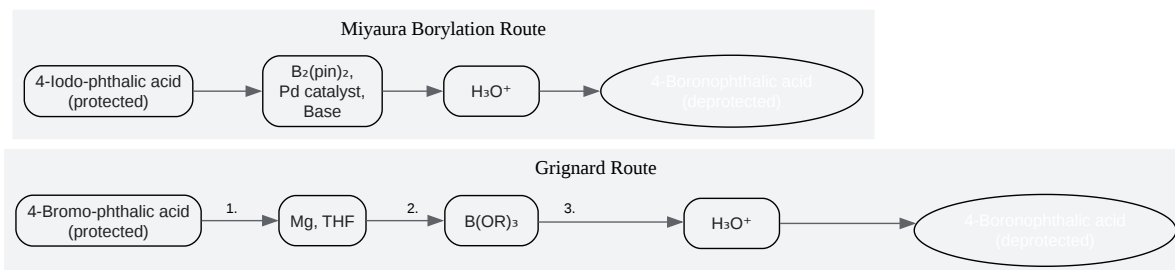 Miyaura Borylation Route
4-Iodo-phthalic acid
(protected)
B₂(pin)₂,
Pd catalyst,
Base
H₃O⁺
4-Boronophthalic acid
(deprotected)
Grignard Route
4-Bromo-phthalic acid
(protected)
1.
Mg, THF
2.
B(OR)₃
3.
H₃O⁺
4-Boronophthalic acid
(deprotected)